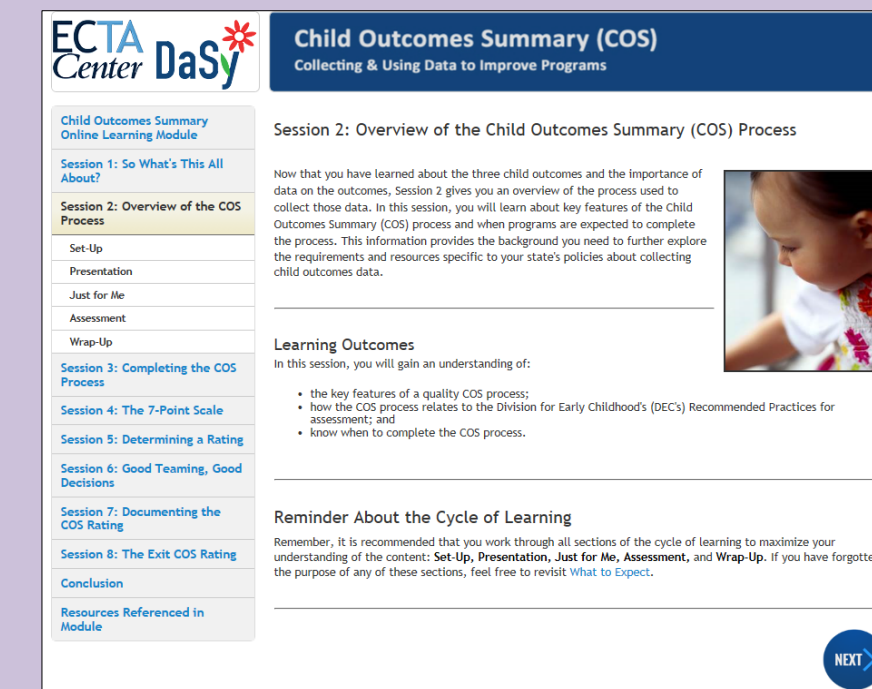 ECTA
Center DaSy
Child Outcomes Summary (COS)
Collecting & Using Data to Improve Programs
Child Outcomes Summary
Online Learning Module
Session 1: So What's This All
About?
Session 2: Overview of the COS
Process
Set-Up
Presentation
Just for Me
Assessment
Wrap-Up
Session 3: Completing the COS
Process
Session 4: The 7-Point Scale
Session 5: Determining a Rating
Session 6: Good Teaming, Good
Decisions
Session 7: Documenting the
COS Rating
Session 8: The Exit COS Rating
Conclusion
Resources Referenced in
Module
Session 2: Overview of the Child Outcomes Summary (COS) Process
Now that you have learned about the three child outcomes and the importance of
data on the outcomes, Session 2 gives you an overview of the process used to
collect those data. In this session, you will learn about key features of the Child
Outcomes Summary (COS) process and when programs are expected to complete
the process. This information provides the background you need to further explore
the requirements and resources specific to your state's policies about collecting
child outcomes data.
Learning Outcomes
In this session, you will gain an understanding of:
• the key features of a quality COS process;
• how the COS process relates to the Division for Early Childhood's (DEC's) Recommended Practices for
assessment; and
• know when to complete the COS process.
Reminder About the Cycle of Learning
Remember, it is recommended that you work through all sections of the cycle of learning to maximize your
understanding of the content: Set-Up, Presentation, Just for Me, Assessment, and Wrap-Up. If you have forgotte
the purpose of any of these sections, feel free to revisit What to Expect.
NEXT